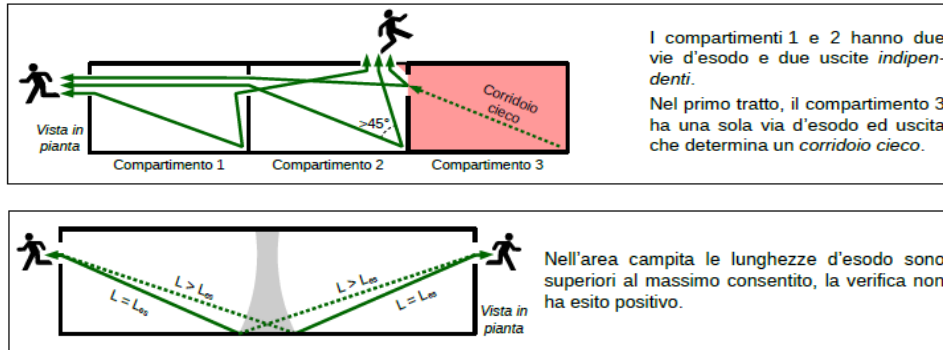 I compartimenti 1 e 2 hanno due
vie d'esodo e due uscite indipen-
denti.
Nel primo tratto, il compartimento 3
ha una sola via d'esodo ed uscita
che determina un corridoio cieco.
Corridoio
cieco
>45°
Vista in
pianta
Compartimento 1
Compartimento 2
Compartimento 3
Nell'area campita le lunghezze d'esodo sono
superiori al massimo consentito, la verifica non
ha esito positivo.
L > Les
L = Les
L > Les
L = Les
Vista in
pianta